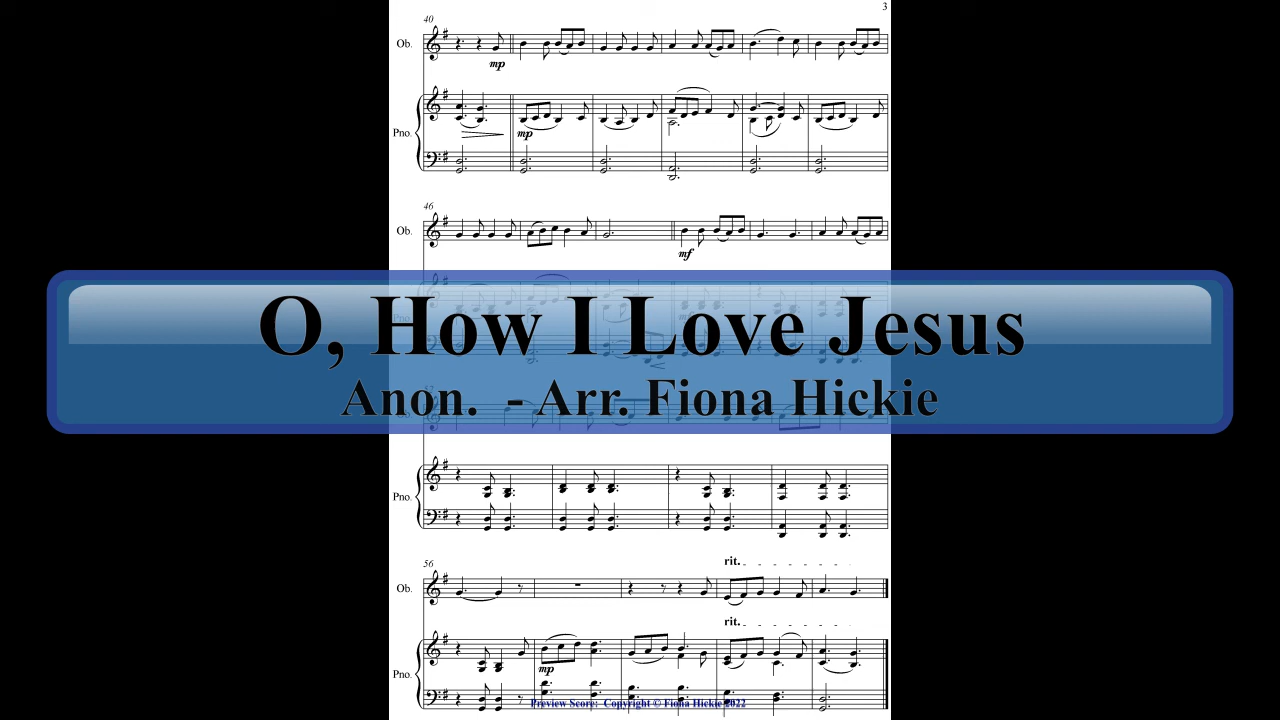 3
40
Ob.
mp
Pno.
mp
46
Ob.
mf
O, How I Love Jesus
Anon. - Arr. Fiona Hickie
Pno.
56
rit.
Ob.
rit.
Pno.
mp
Preview Score: Copyright © Fiona Hickie 2022